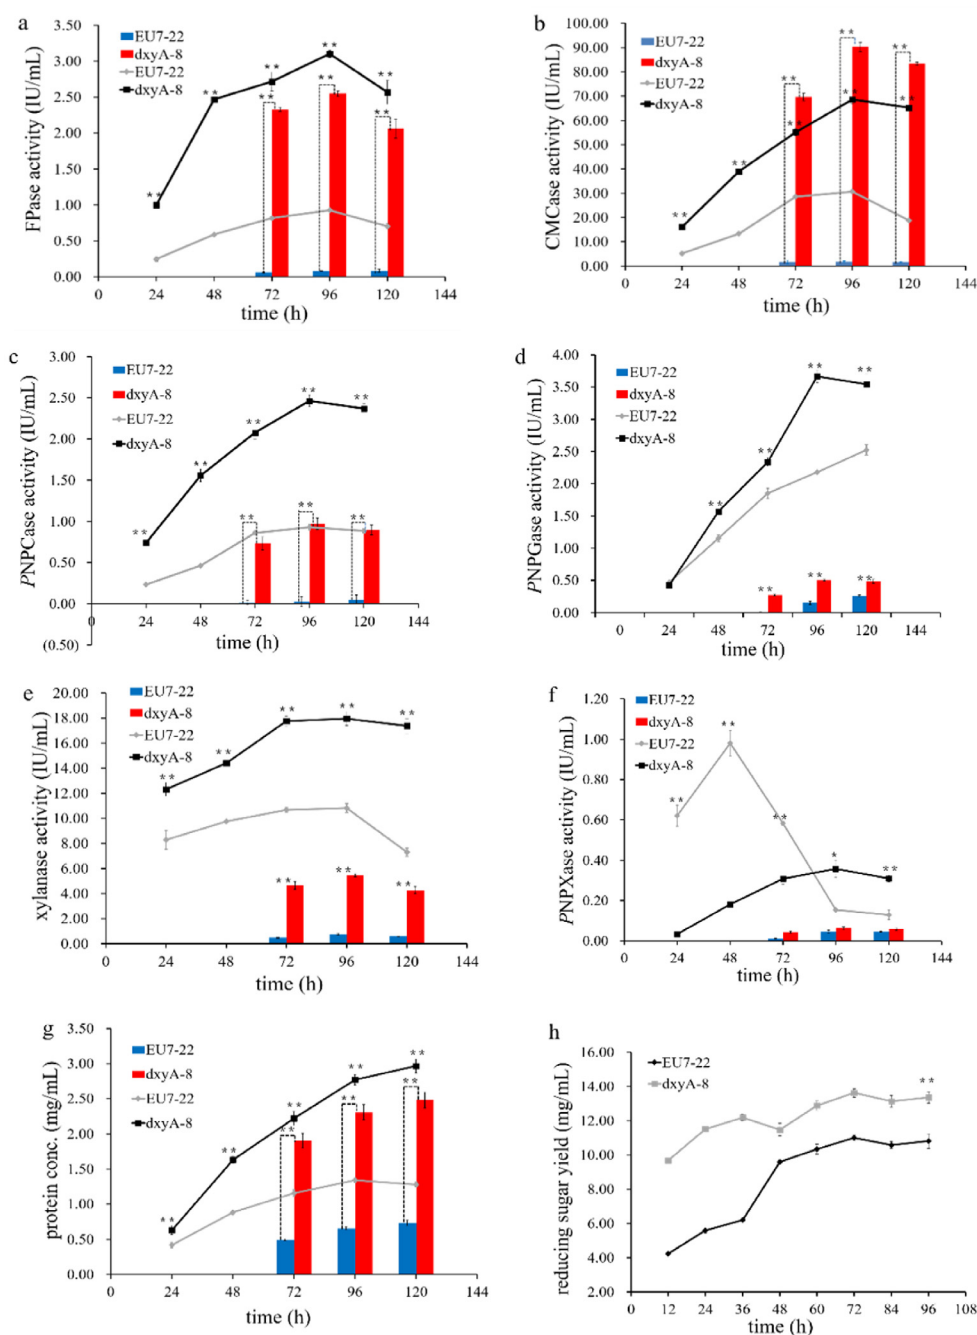 a
FPase activity (IU/mL)
3.50
3.00
2.50
2.00
1.50
1.00
0.50
0.00
EU7-22
dxyA-8
EU7-22
dxyA-8
** ** ** ** **
** ** **
0 24 48 72 96 120 144
time (h)
b
CMCase activity (IU/mL)
100.00
90.00
80.00
70.00
60.00
50.00
40.00
30.00
20.00
10.00
0.00
EU7-22
dxyA-8
EU7-22
dxyA-8
** ** ** ** **
** ** **
0 24 48 72 96 120 144
time (h)
c
PNPCase activity (IU/mL)
3.00
2.50
2.00
1.50
1.00
0.50
0.00
(0.50)
EU7-22
dxyA-8
EU7-22
dxyA-8
** ** ** ** **
** ** **
0 24 48 72 96 120 144
time (h)
d
PNPGase activity (IU/mL)
4.00
3.50
3.00
2.50
2.00
1.50
1.00
0.50
0.00
EU7-22
dxyA-8
EU7-22
dxyA-8
** ** ** **
** ** **
0 24 48 72 96 120 144
time (h)
e
xylanase activity (IU/mL)
20.00
18.00
16.00
14.00
12.00
10.00
8.00
6.00
4.00
2.00
0.00
EU7-22
dxyA-8
EU7-22
dxyA-8
** ** ** ** **
** ** **
0 24 48 72 96 120 144
time (h)
f
PNPXase activity (IU/mL)
1.20
1.00
0.80
0.60
0.40
0.20
0.00
EU7-22
dxyA-8
EU7-22
dxyA-8
** ** ** * **
0 24 48 72 96 120 144
time (h)
g
protein conc. (mg/mL)
3.50
3.00
2.50
2.00
1.50
1.00
0.50
0.00
EU7-22
dxyA-8
EU7-22
dxyA-8
** ** ** ** **
** ** **
0 24 48 72 96 120 144
time (h)
h
reducing sugar yield (mg/mL)
16.00
14.00
12.00
10.00
8.00
6.00
4.00
2.00
EU7-22
dxyA-8
**
0 12 24 36 48 60 72 84 96 108
time (h)